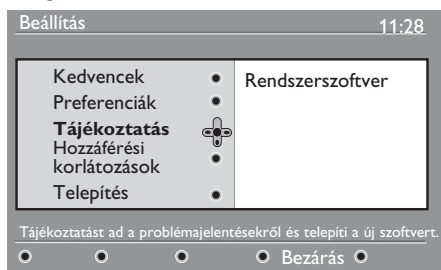 Beállítás 11:28
Kedvencek
Preferenciák
Tájékoztatás
Hozzáférési
korlátozások
Telepítés
Rendszerszoftver
Tájékoztatást ad a problémajelentésekről és telepíti a új szoftvert.
Bezárás